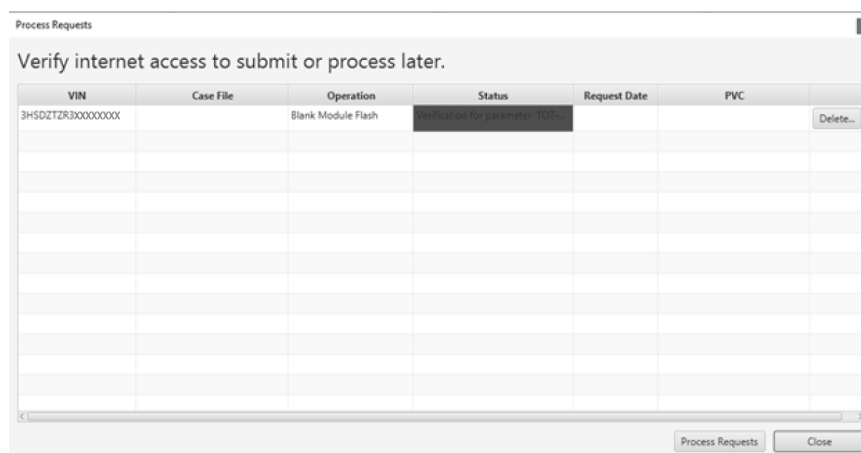 Process Requests
Verify internet access to submit or process later.
VIN Case File Operation Status Request Date PVC
3HSDZTZR3XXXXXXXX Blank Module Flash Verification for parameter TOT-... Delete...
Process Requests Close